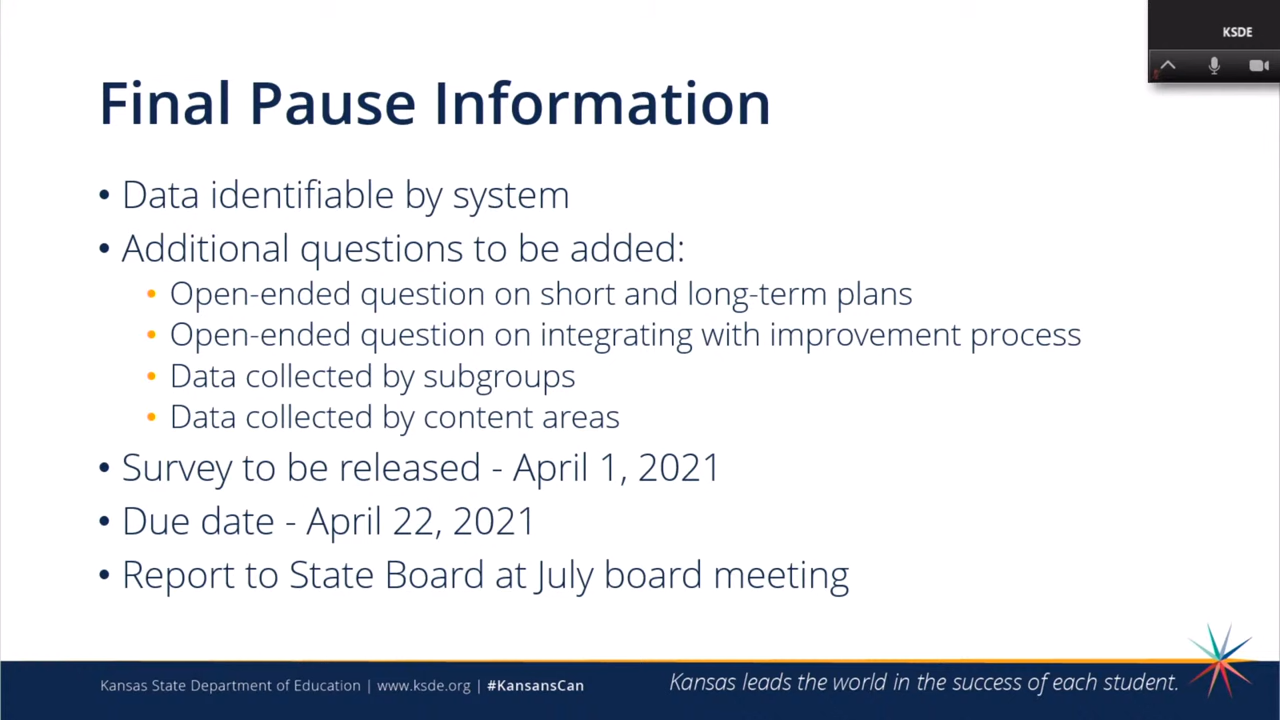 KSDE
Final Pause Information
• Data identifiable by system
• Additional questions to be added:
• Open-ended question on short and long-term plans
• Open-ended question on integrating with improvement process
• Data collected by subgroups
• Data collected by content areas
• Survey to be released - April 1, 2021
• Due date - April 22, 2021
• Report to State Board at July board meeting
Kansas State Department of Education | www.ksde.org | #KansansCan
Kansas leads the world in the success of each student.